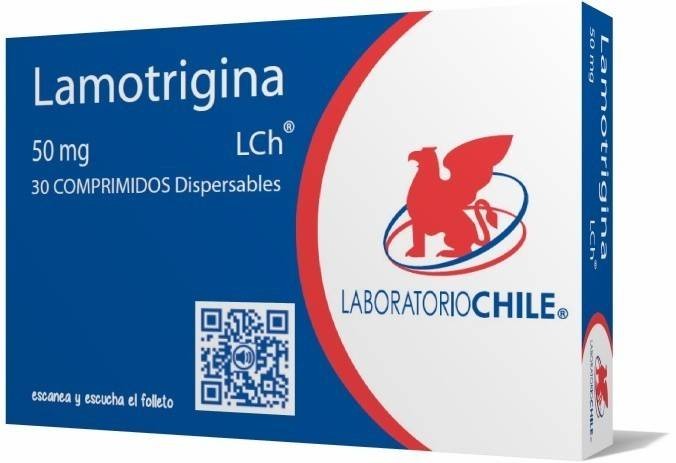 Lamotrigina
50 mg
LCh®
30 COMPRIMIDOS Dispersables
escanea y escucha el folleto
LABORATORIOCHILE®
Lamotrigina
50 mg
LCh®
LABORATORIOCHILE®